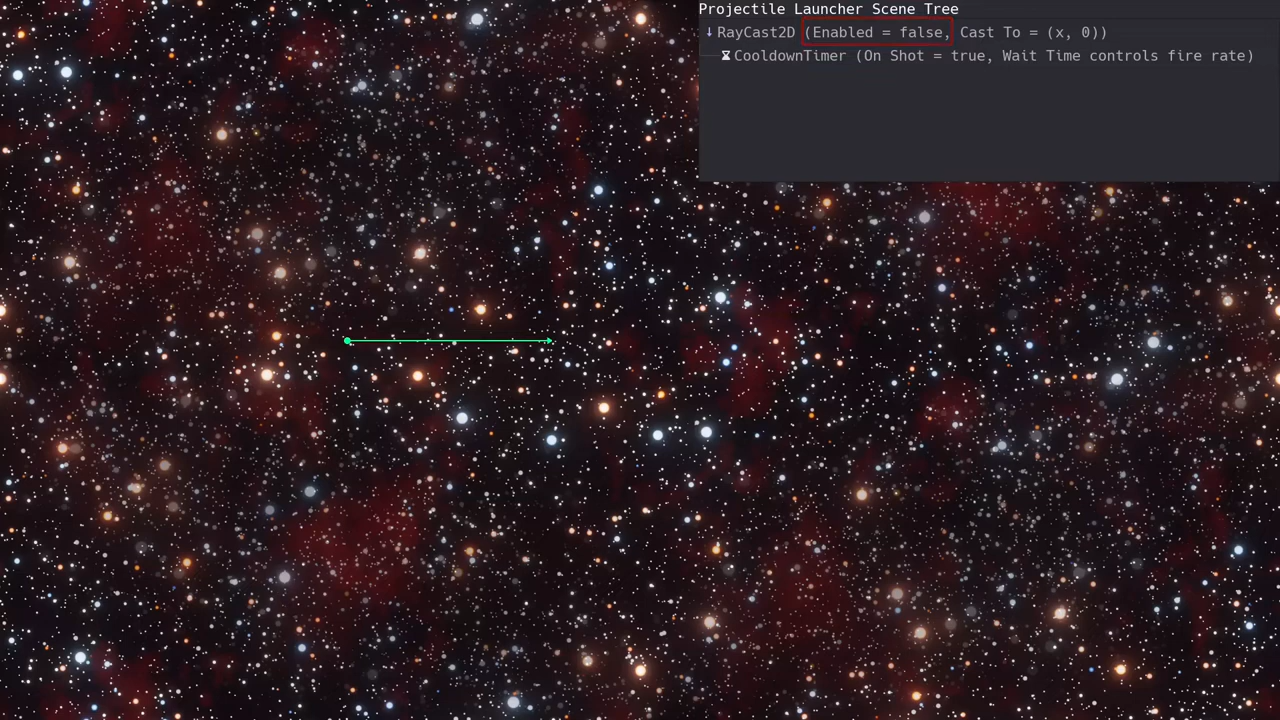 Projectile Launcher Scene Tree
RayCast2D (Enabled = false, Cast To = (x, 0))
CooldownTimer (On Shot = true, Wait Time controls fire rate)